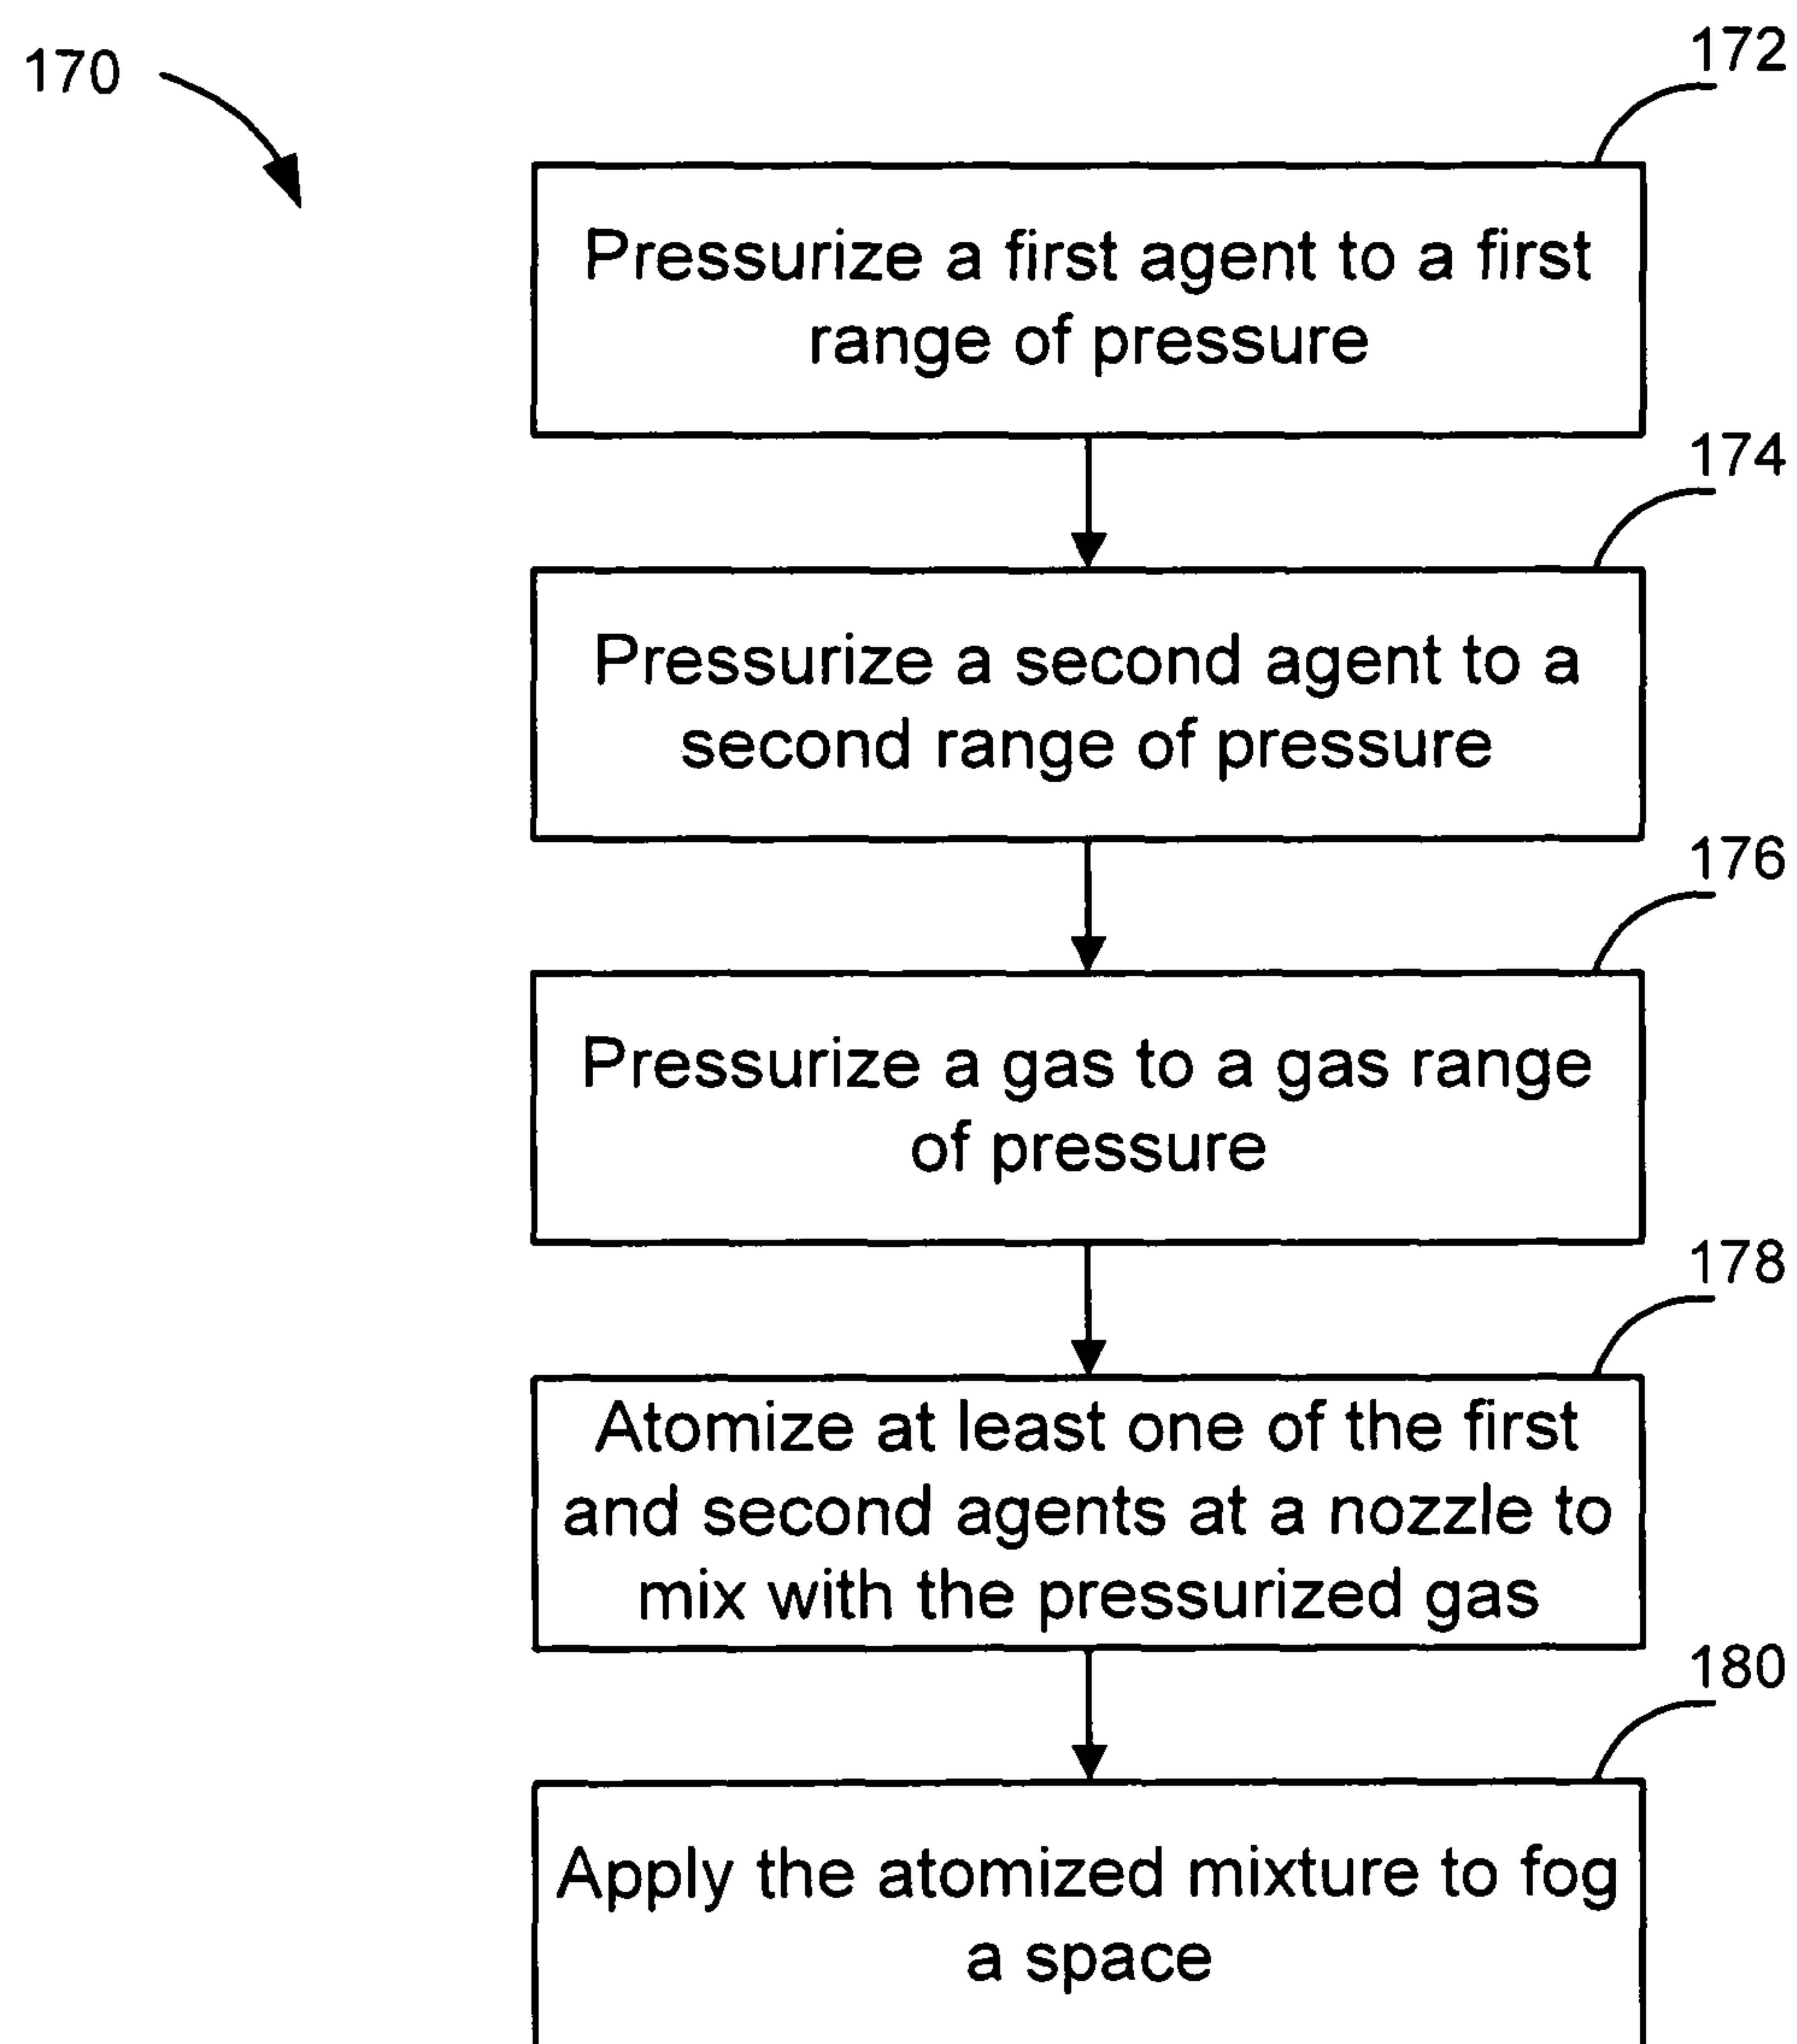 170
172
Pressurize a first agent to a first
range of pressure
174
Pressurize a second agent to a
second range of pressure
176
Pressurize a gas to a gas range
of pressure
178
Atomize at least one of the first
and second agents at a nozzle to
mix with the pressurized gas
180
Apply the atomized mixture to fog
a space